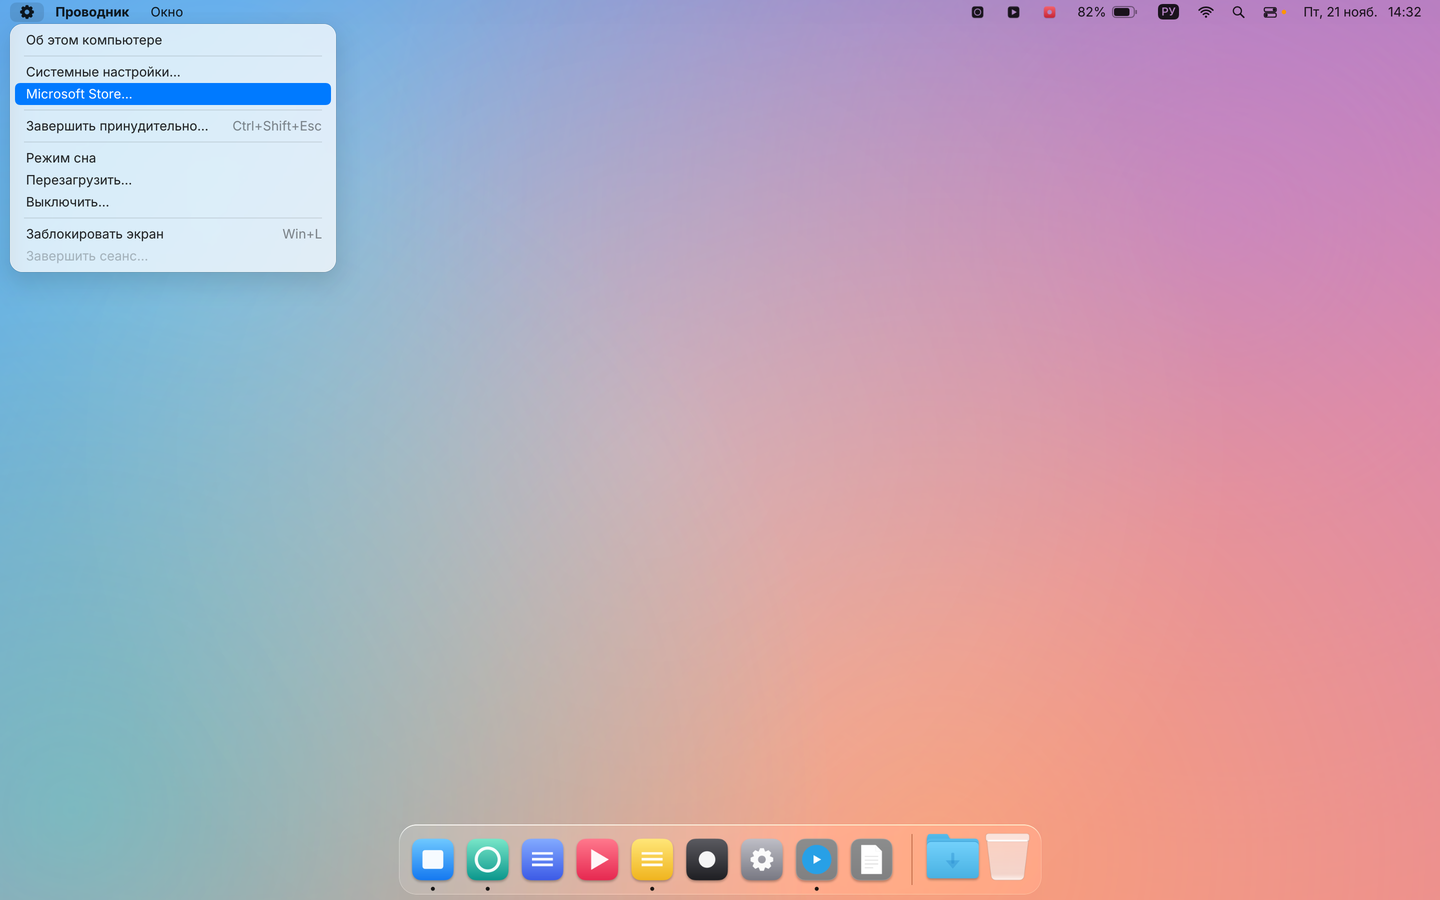 Проводник Окно 82% РУ Пт, 21 нояб. 14:32
Об этом компьютере
Системные настройки...
Microsoft Store...
Завершить принудительно... Ctrl+Shift+Esc
Режим сна
Перезагрузить...
Выключить...
Заблокировать экран Win+L
Завершить сеанс...